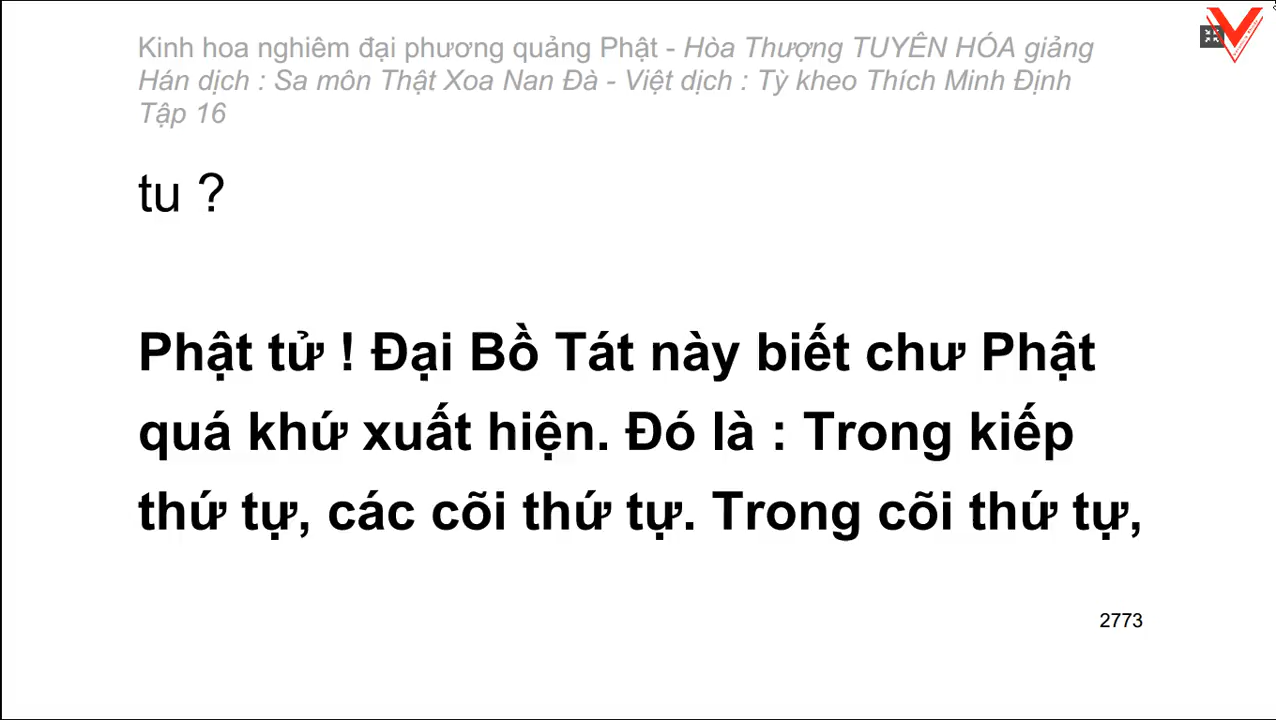 Kinh hoa nghiêm đại phương quảng Phật - Hòa Thượng TUYÊN HÓA giảng
Hán dịch : Sa môn Thật Xoa Nan Đà - Việt dịch : Tỳ kheo Thích Minh Định
Tập 16
tu ?
Phật tử ! Đại Bồ Tát này biết chư Phật
quá khứ xuất hiện. Đó là : Trong kiếp
thứ tự, các cõi thứ tự. Trong cõi thứ tự,
2773